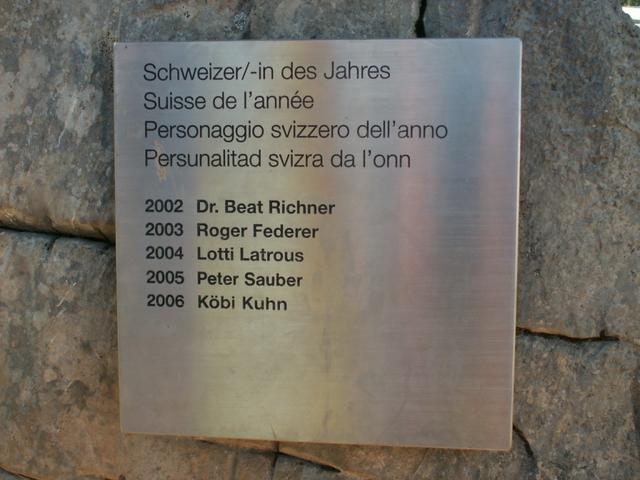 Schweizer/-in des Jahres
Suisse de l'année
Personaggio svizzero dell'anno
Persunalitad svizra da l'onn
2002 Dr. Beat Richner
2003 Roger Federer
2004 Lotti Latrous
2005 Peter Sauber
2006 Köbi Kuhn